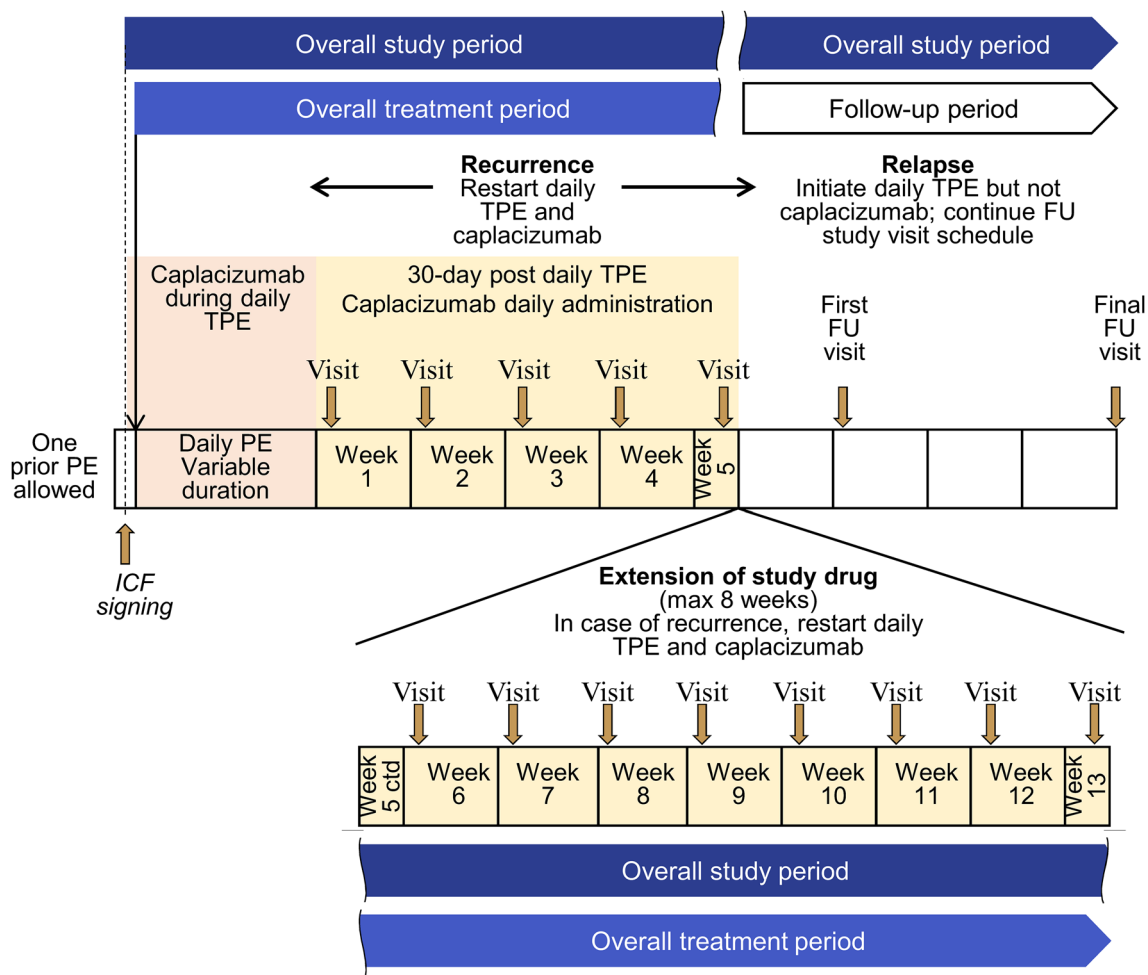 Overall study period
Overall study period
Overall treatment period
Follow-up period
Recurrence
Restart daily
TPE and
caplacizumab
Relapse
Initiate daily TPE but not
caplacizumab; continue FU
study visit schedule
Caplacizumab
during daily
TPE
30-day post daily TPE
Caplacizumab daily administration
First
FU
visit
Final
FU
visit
Visit
Visit
Visit
Visit
Visit
One
prior PE
allowed
Daily PE
Variable
duration
Week
1
Week
2
Week
3
Week
4
Week
5
ICF
signing
Extension of study drug
(max 8 weeks)
In case of recurrence, restart daily
TPE and caplacizumab
Visit
Visit
Visit
Visit
Visit
Visit
Visit
Visit
Week
5 ctd
Week
6
Week
7
Week
8
Week
9
Week
10
Week
11
Week
12
Week
13
Overall study period
Overall treatment period